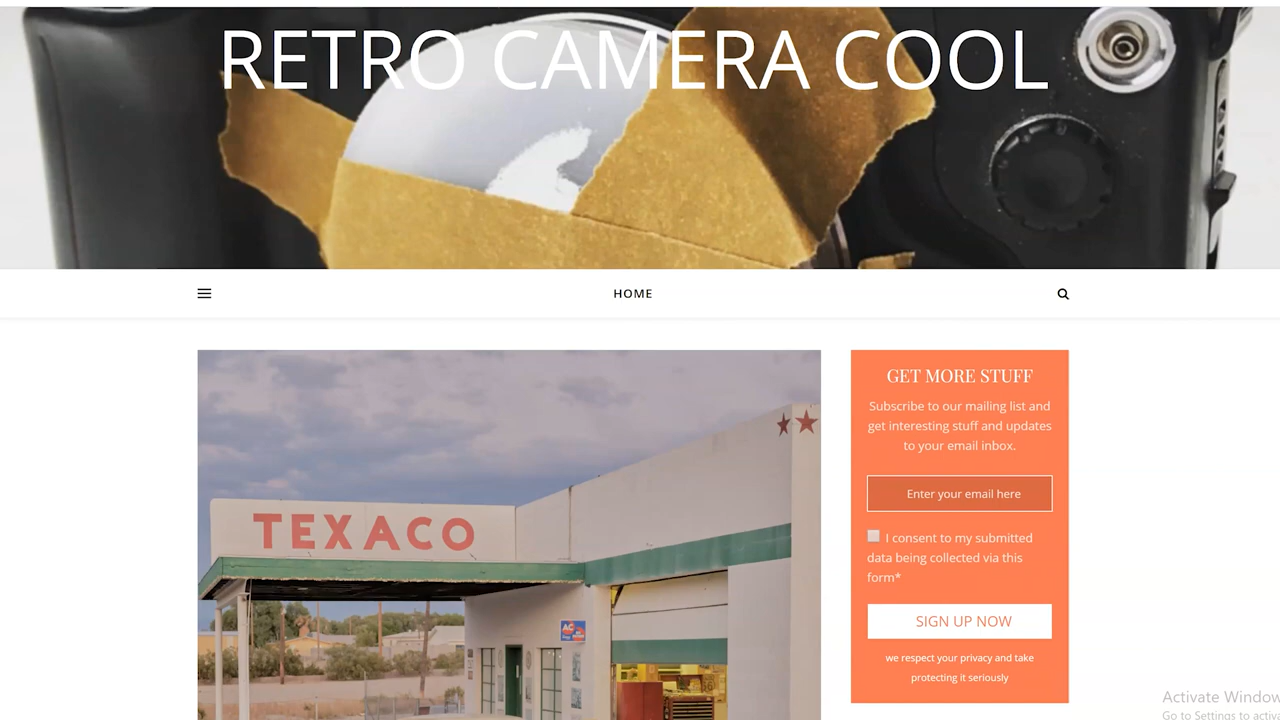 RETRO CAMERA COOL
HOME
TEXACO
AC
GET MORE STUFF
Subscribe to our mailing list and
get interesting stuff and updates
to your email inbox.
Enter your email here
I consent to my submitted
data being collected via this
form*
SIGN UP NOW
we respect your privacy and take
protecting it seriously
Activate Window
Go to Settings to activa